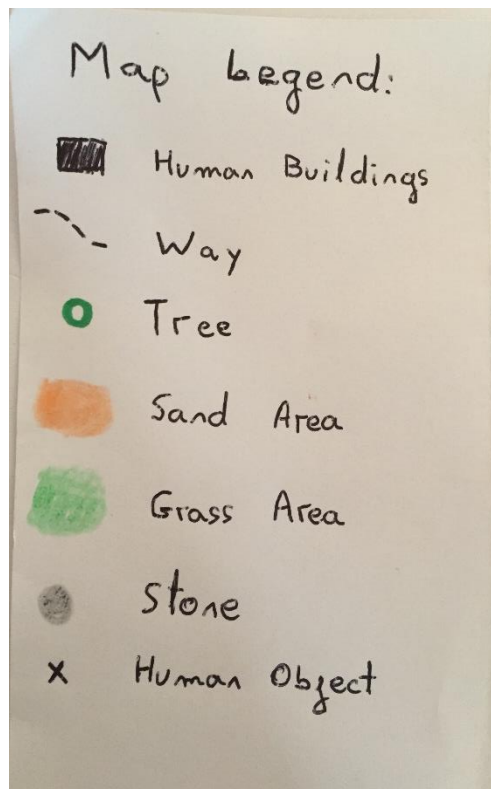 Map Legend:
Human Buildings
Way
Tree
Sand Area
Grass Area
Stone
x Human Object